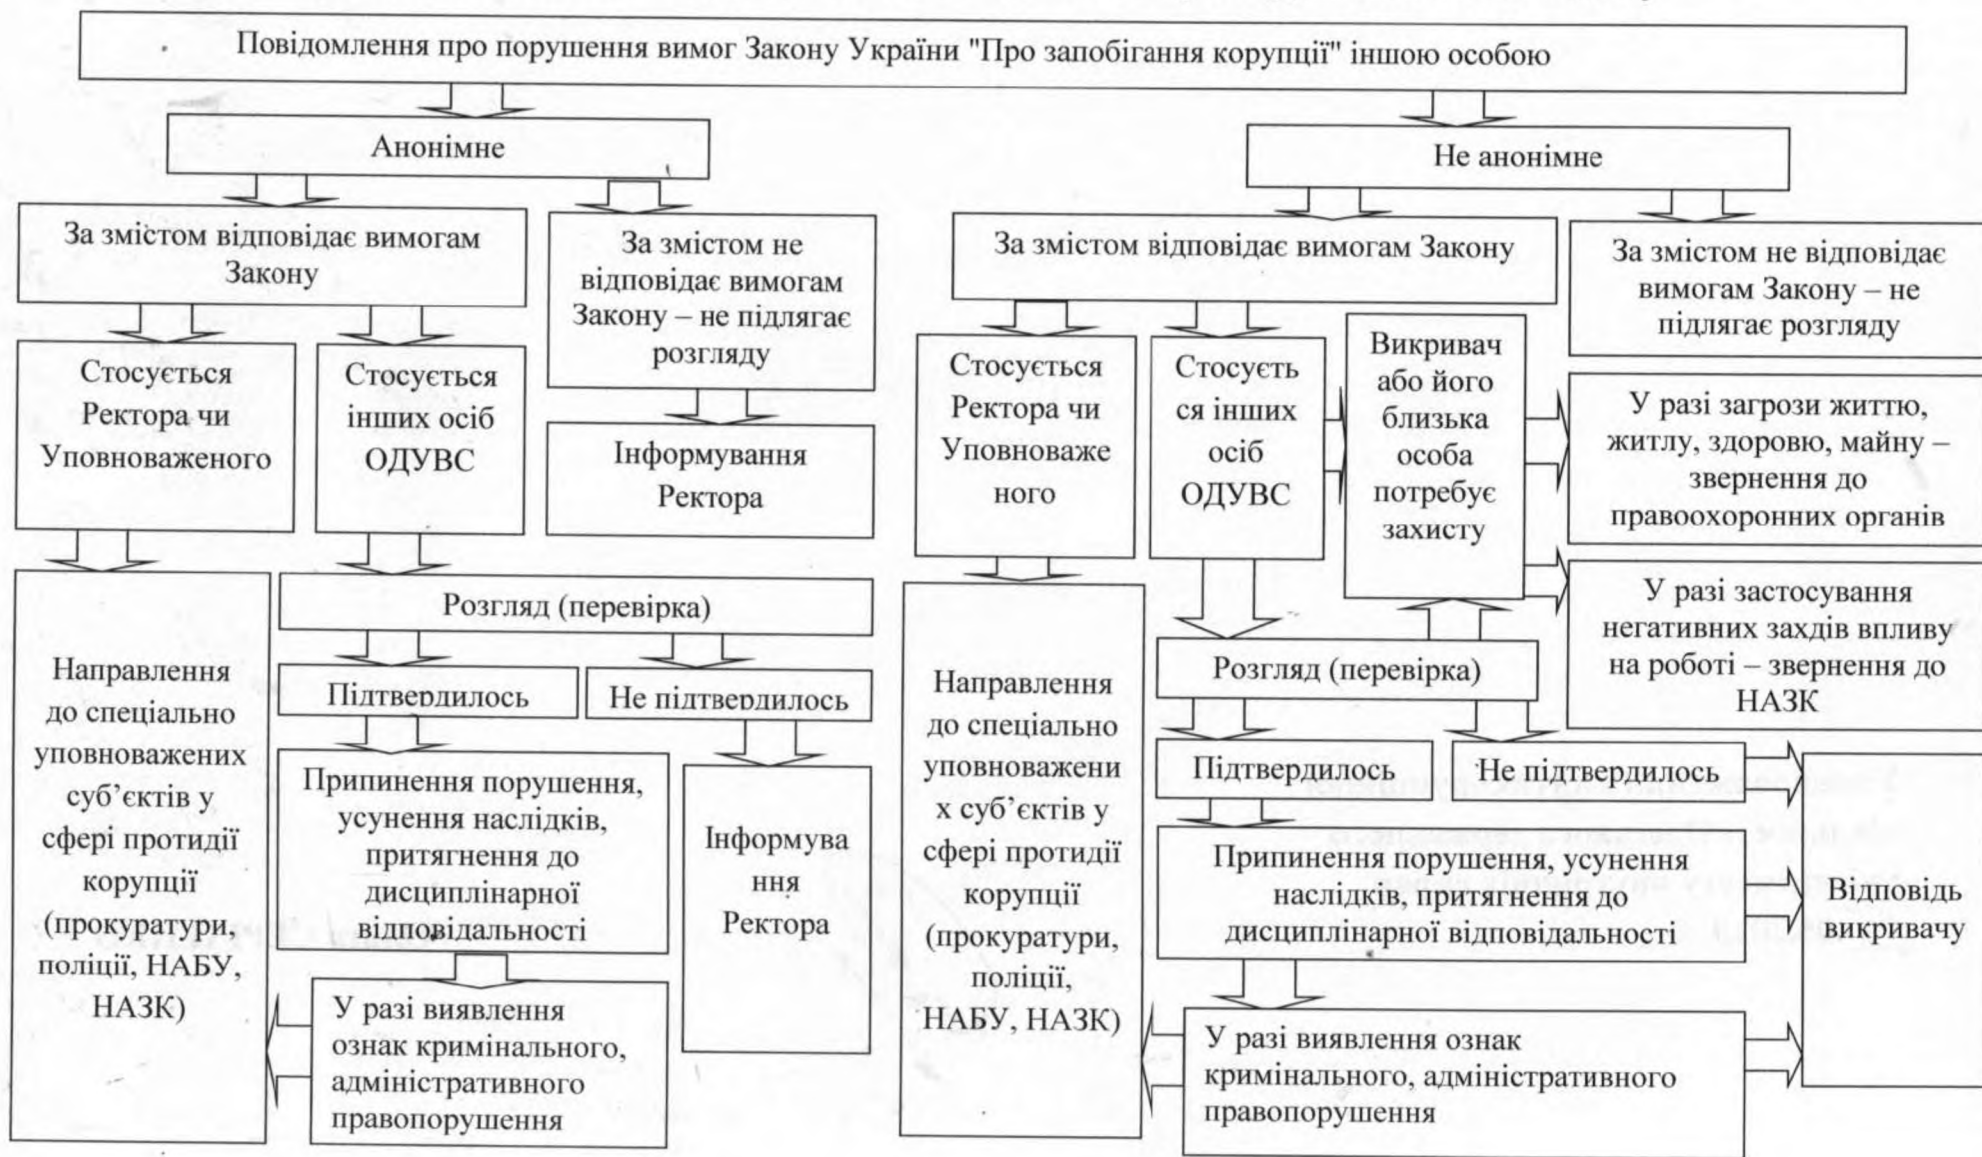 Повідомлення про порушення вимог Закону України "Про запобігання корупції" іншою особою
Анонімне
За змістом відповідає вимогам
Закону
За змістом не
відповідає вимогам
Закону – не підлягає
розгляду
Стосується
Ректора чи
Уповноваженого
Стосується
інших осіб
ОДУВС
Інформування
Ректора
Направлення
до спеціально
уповноважених
суб’єктів у
сфері протидії
корупції
(прокуратури,
поліції, НАБУ,
НАЗК)
Розгляд (перевірка)
Підтвердилось
Не підтвердилось
Припинення порушення,
усунення наслідків,
притягнення до
дисциплінарної
відповідальності
Інформува
ння
Ректора
У разі виявлення
ознак кримінального,
адміністративного
правопорушення
Не анонімне
За змістом відповідає вимогам Закону
За змістом не відповідає
вимогам Закону – не
підлягає розгляду
Стосується
Ректора чи
Уповноваже
ного
Стосуєть
ся інших
осіб
ОДУВС
Викривач
або його
близька
особа
потребує
захисту
У разі загрози життю,
житлу, здоровю, майну –
звернення до
правоохоронних органів
У разі застосування
негативних захдів впливу
на роботі – звернення до
НАЗК
Направлення
до спеціально
уповноважени
х суб’єктів у
сфері протидії
корупції
(прокуратури,
поліції,
НАБУ, НАЗК)
Розгляд (перевірка)
Підтвердилось
Не підтвердилось
Припинення порушення, усунення
наслідків, притягнення до
дисциплінарної відповідальності
У разі виявлення ознак
кримінального, адміністративного
правопорушення
Відповідь
викривачу